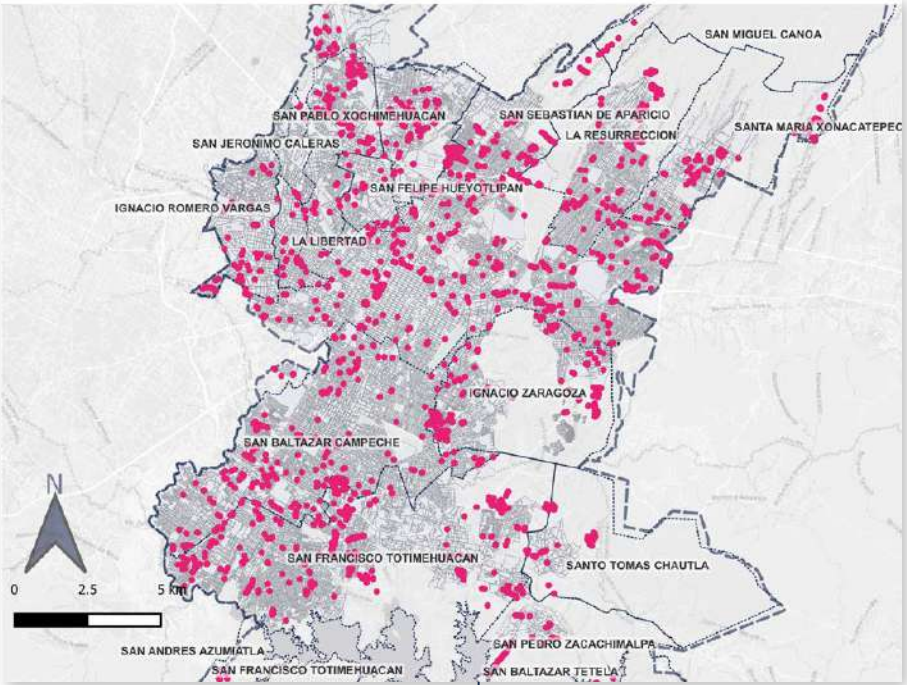 SAN MIGUEL CANOA
SAN PABLO XOCHIMEHUACAN
SAN SEBASTIAN DE APARICIO
SANTA MARIA XONACATEPEC
LA RESURRECCION
SAN JERONIMO CALERAS
SAN FELIPE HUEYOTLIPAN
IGNACIO ROMERO VARGAS
LA LIBERTAD
IGNACIO ZARAGOZA
SAN BALTAZAR CAMPECHE
N
SAN FRANCISCO TOTIMEHUACAN
SANTO TOMAS CHAUTLA
0 2.5 5 km
SAN PEDRO ZACACHIMALPA
SAN ANDRES AZUMIATLA
SAN FRANCISCO TOTIMEHUACAN
SAN BALTAZAR TETELA